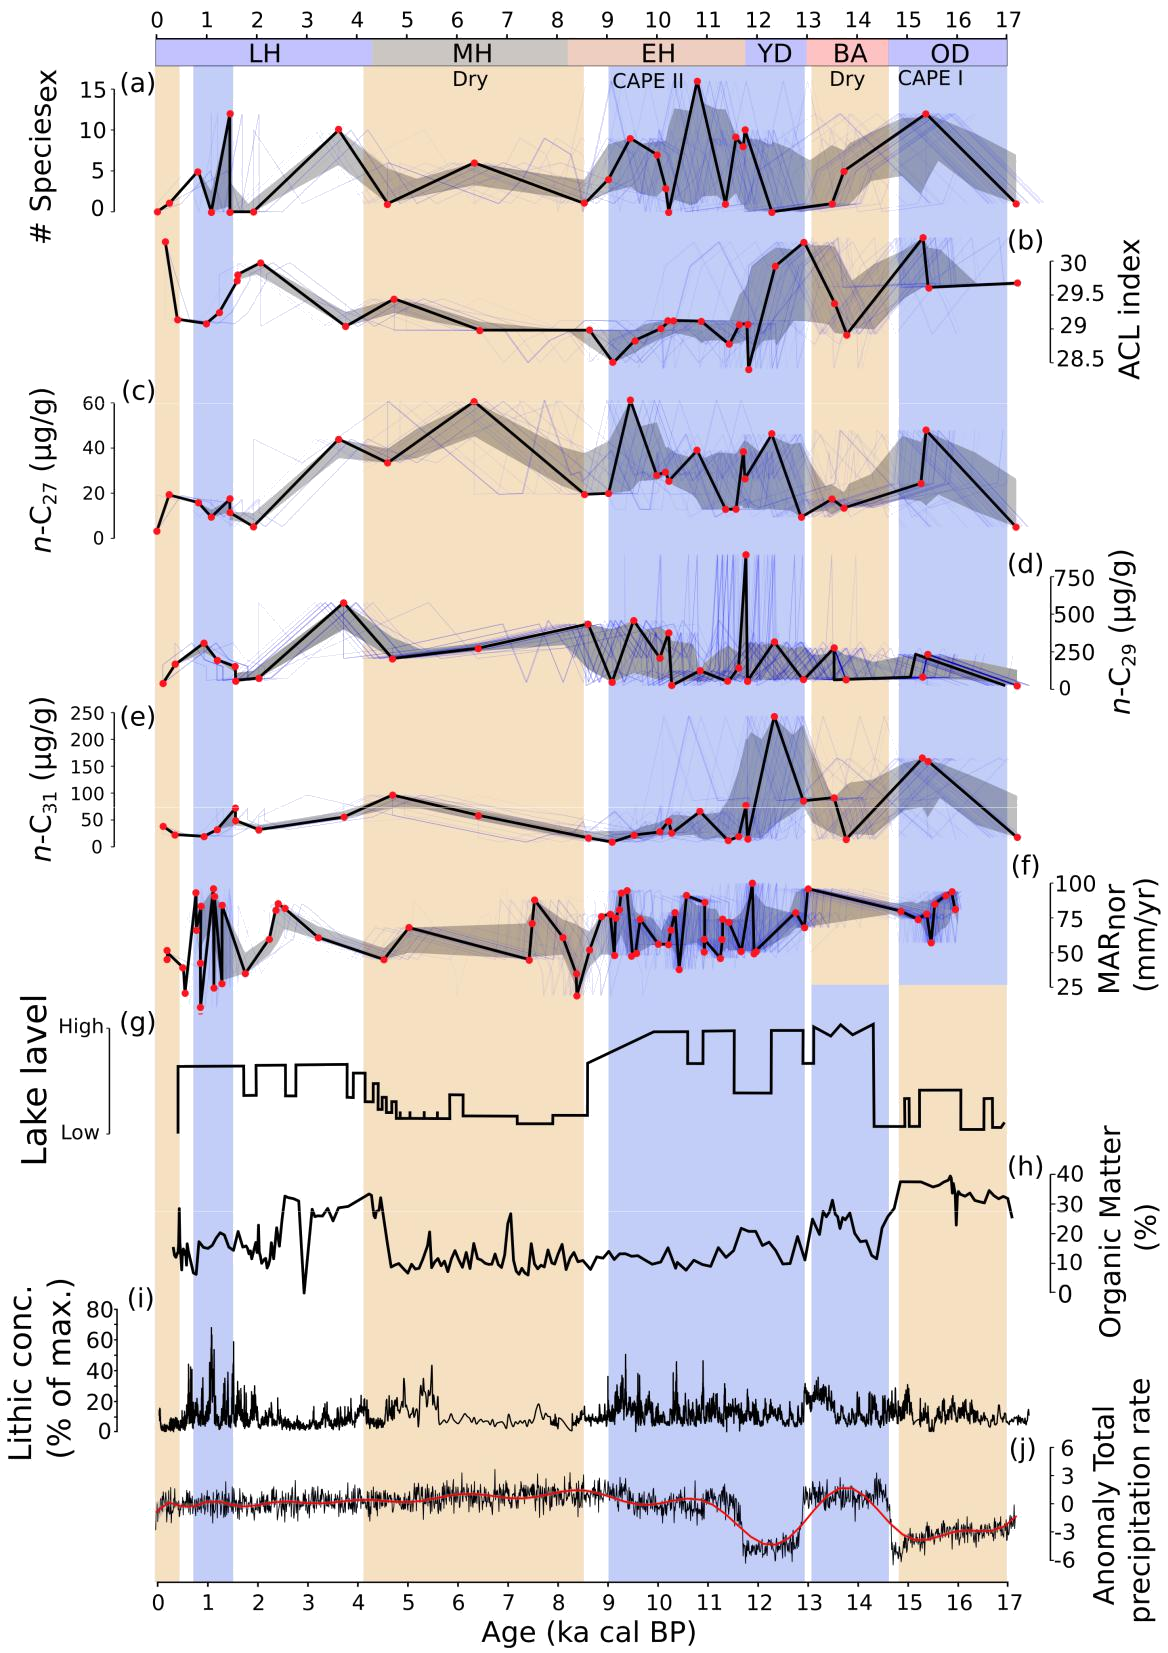 0 1 2 3 4 5 6 7 8 9 10 11 12 13 14 15 16 17
LH MH EH YD BA OD
Dry CAPE II Dry CAPE I
(a)
# Speciesex
15
10
5
0
(b)
ACL index
30
29.5
29
28.5
(c)
n-C27 (µg/g)
60
40
20
0
(d)
n-C29 (µg/g)
750
500
250
0
(e)
n-C31 (µg/g)
250
200
150
100
50
0
(f)
MARnor
(mm/yr)
100
75
50
25
(g)
Lake lavel
High
Low
(h)
Organic Matter
(%)
40
30
20
10
0
(i)
Lithic conc.
(% of max.)
80
60
40
20
0
(j)
Anomaly Total
precipitation rate
6
3
0
-3
-6
0 1 2 3 4 5 6 7 8 9 10 11 12 13 14 15 16 17
Age (ka cal BP)